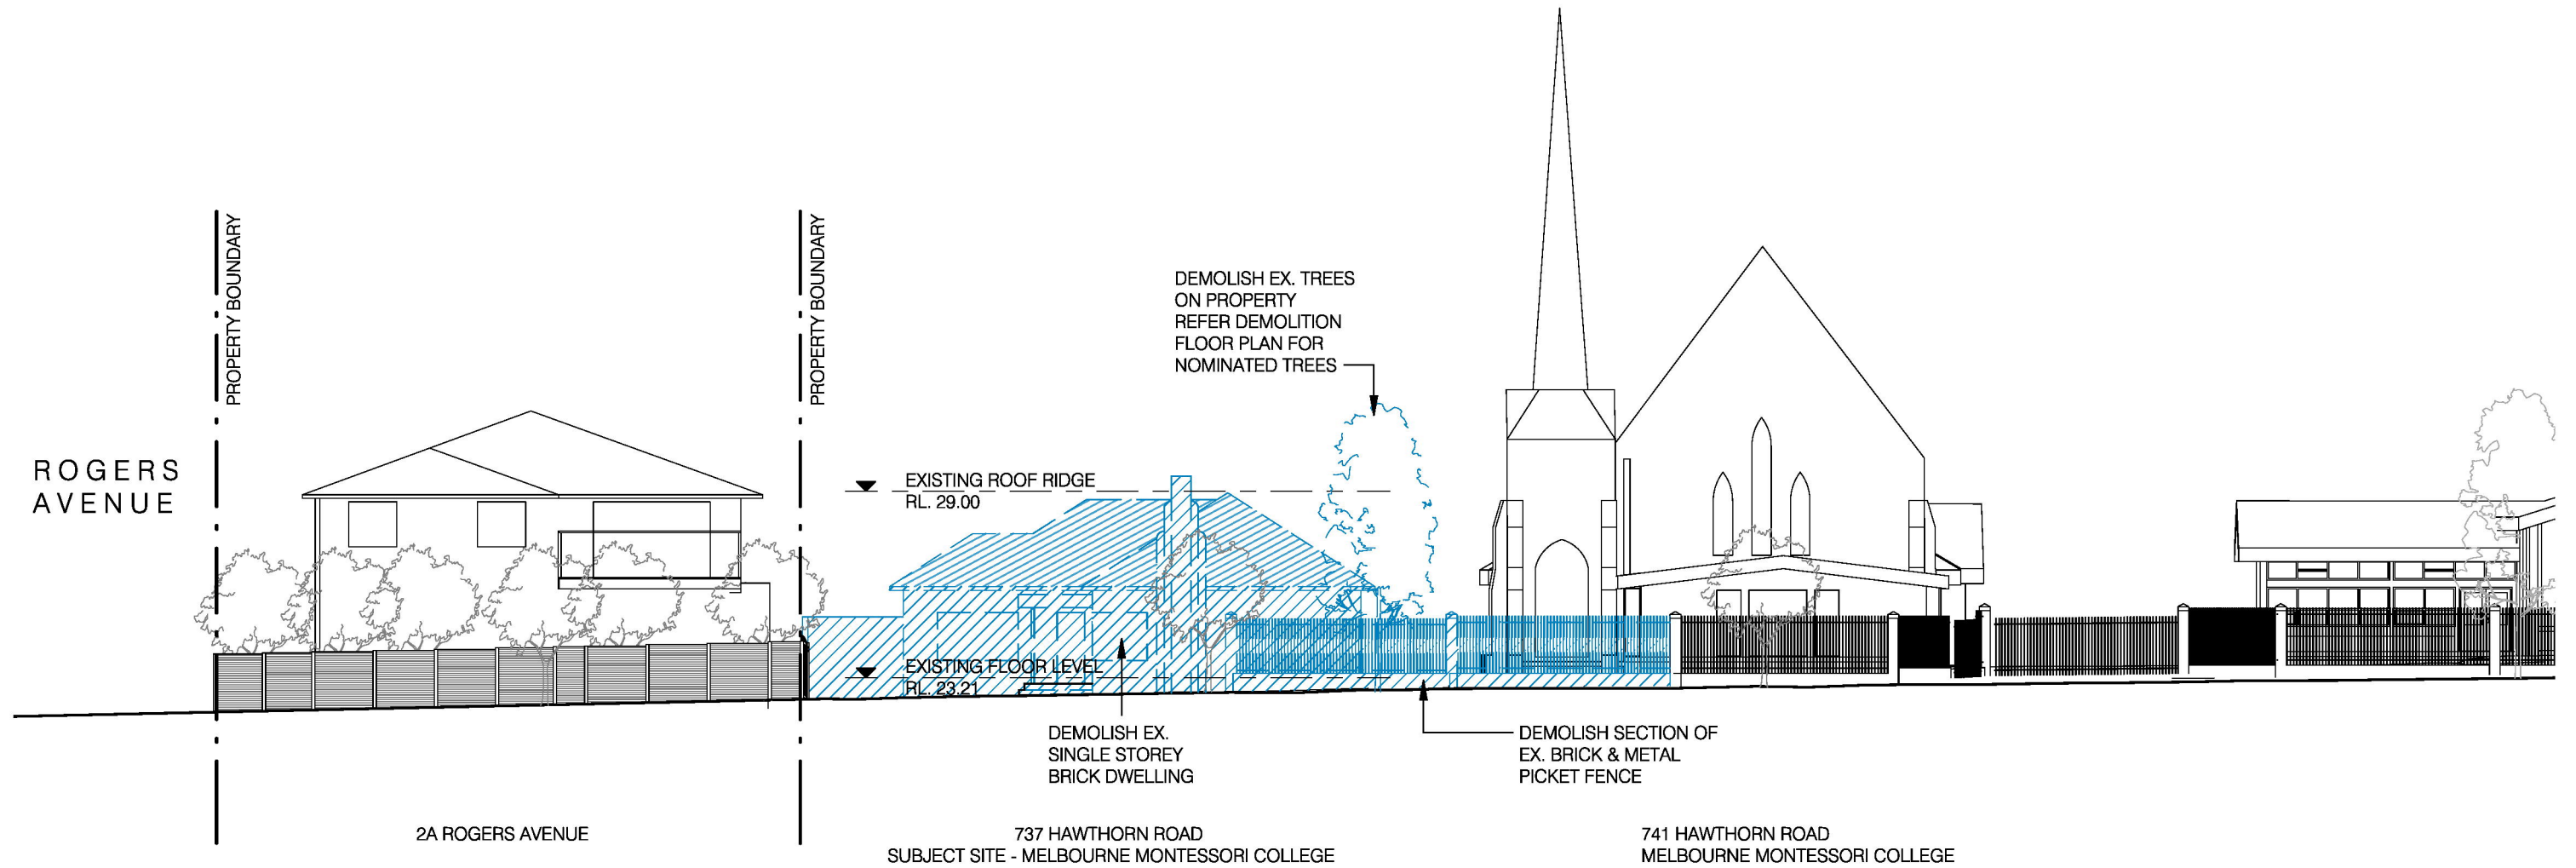 PROPERTY BOUNDARY
PROPERTY BOUNDARY
DEMOLISH EX. TREES
ON PROPERTY
REFER DEMOLITION
FLOOR PLAN FOR
NOMINATED TREES
ROGERS
AVENUE
EXISTING ROOF RIDGE
RL. 29.00
EXISTING FLOOR LEVEL
RL. 23.21
DEMOLISH EX.
SINGLE STOREY
BRICK DWELLING
DEMOLISH SECTION OF
EX. BRICK & METAL
PICKET FENCE
2A ROGERS AVENUE
737 HAWTHORN ROAD
SUBJECT SITE - MELBOURNE MONTESSORI COLLEGE
741 HAWTHORN ROAD
MELBOURNE MONTESSORI COLLEGE